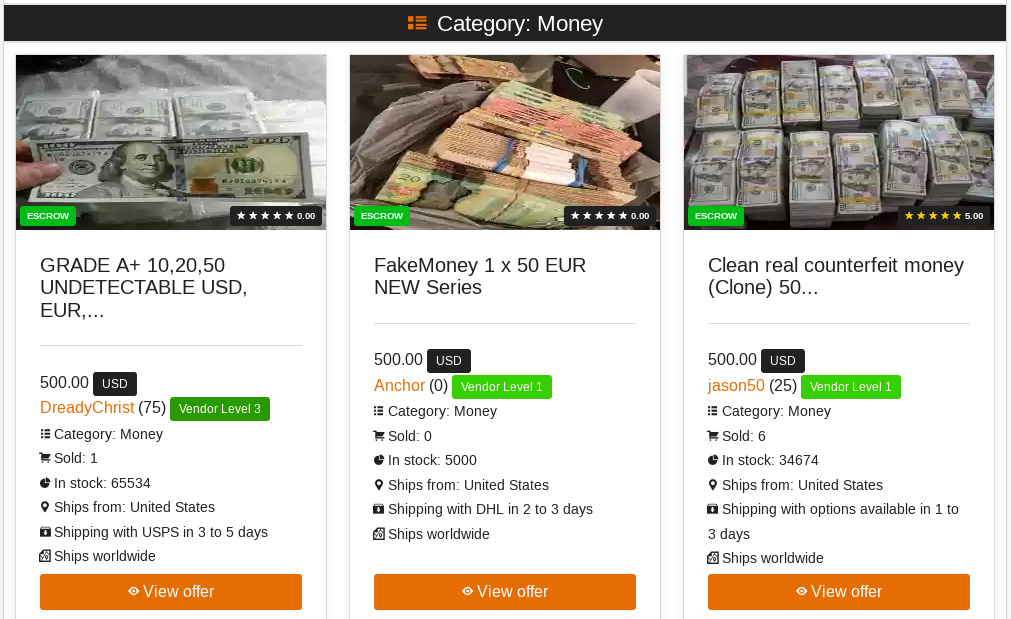 Category: Money
ESCROW
0.00
GRADE A+ 10,20,50
UNDETECTABLE USD,
EUR,...
500.00 USD
DreadyChrist (75) Vendor Level 3
Category: Money
Sold: 1
In stock: 65534
Ships from: United States
Shipping with USPS in 3 to 5 days
Ships worldwide
View offer
ESCROW
0.00
FakeMoney 1 x 50 EUR
NEW Series
500.00 USD
Anchor (0) Vendor Level 1
Category: Money
Sold: 0
In stock: 5000
Ships from: United States
Shipping with DHL in 2 to 3 days
Ships worldwide
View offer
ESCROW
5.00
Clean real counterfeit money
(Clone) 50...
500.00 USD
jason50 (25) Vendor Level 1
Category: Money
Sold: 6
In stock: 34674
Ships from: United States
Shipping with options available in 1 to
3 days
Ships worldwide
View offer